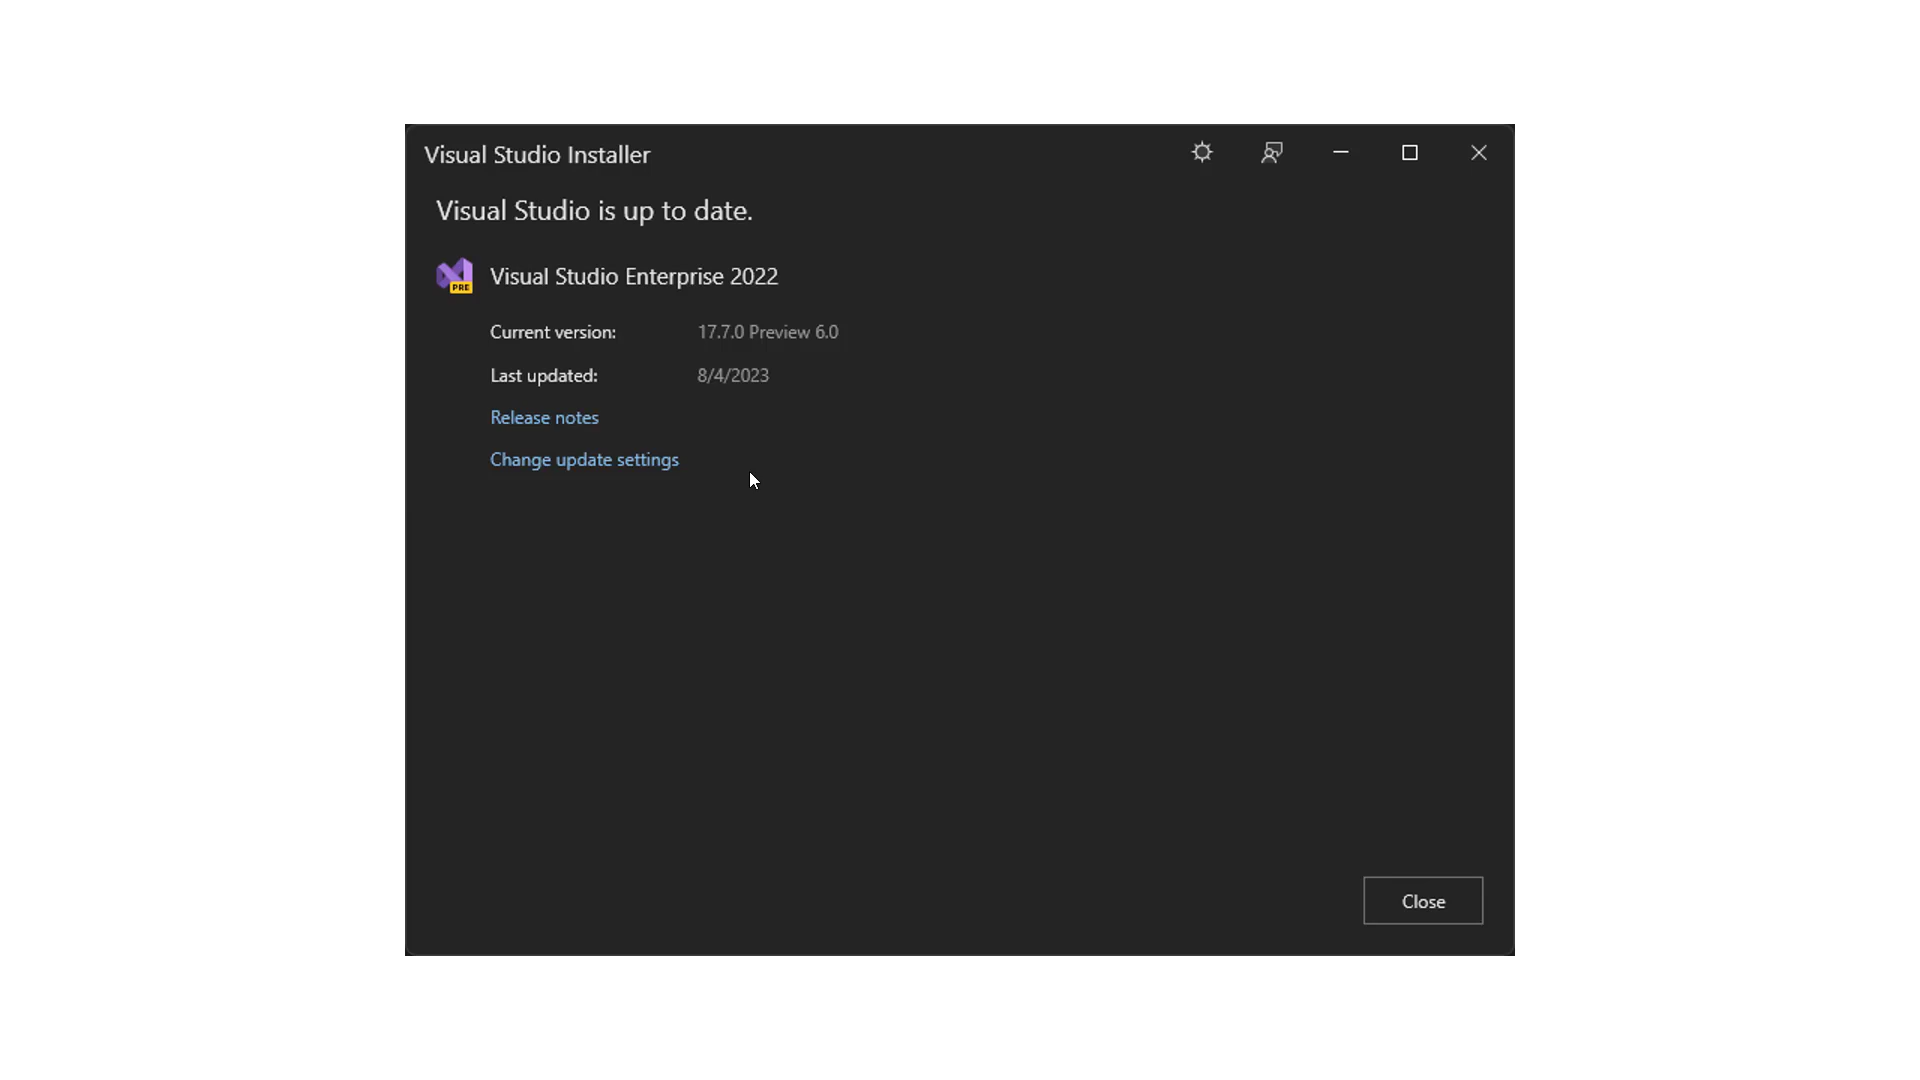 Visual Studio Installer
Visual Studio is up to date.
PRE
Visual Studio Enterprise 2022
Current version: 17.7.0 Preview 6.0
Last updated: 8/4/2023
Release notes
Change update settings
Close